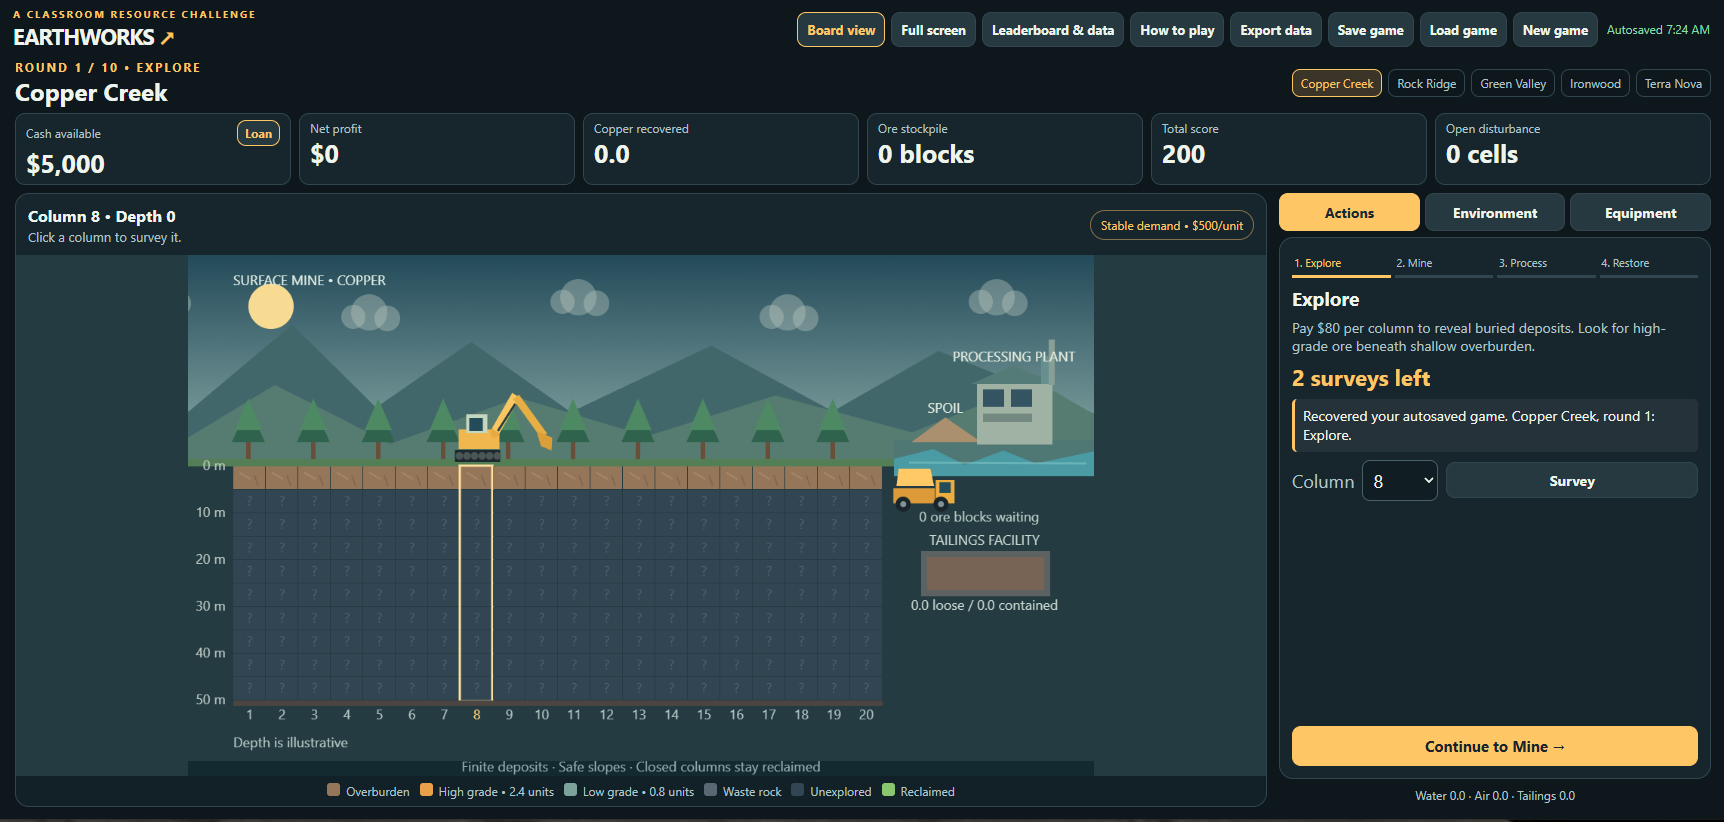 A CLASSROOM RESOURCE CHALLENGE
EARTHWORKS ↗
Board view
Full screen
Leaderboard & data
How to play
Export data
Save game
Load game
New game
Autosaved 7:24 AM
ROUND 1 / 10 • EXPLORE
Copper Creek
Copper Creek
Rock Ridge
Green Valley
Ironwood
Terra Nova
Cash available
Loan
$5,000
Net profit
$0
Copper recovered
0.0
Ore stockpile
0 blocks
Total score
200
Open disturbance
0 cells
Column 8 • Depth 0
Click a column to survey it.
Stable demand • $500/unit
SURFACE MINE • COPPER
PROCESSING PLANT
SPOIL
0 m
10 m
20 m
30 m
40 m
50 m
? ? ? ? ? ? ? ? ? ? ? ? ? ? ? ? ? ? ? ?
? ? ? ? ? ? ? ? ? ? ? ? ? ? ? ? ? ? ? ?
? ? ? ? ? ? ? ? ? ? ? ? ? ? ? ? ? ? ? ?
? ? ? ? ? ? ? ? ? ? ? ? ? ? ? ? ? ? ? ?
? ? ? ? ? ? ? ? ? ? ? ? ? ? ? ? ? ? ? ?
? ? ? ? ? ? ? ? ? ? ? ? ? ? ? ? ? ? ? ?
? ? ? ? ? ? ? ? ? ? ? ? ? ? ? ? ? ? ? ?
? ? ? ? ? ? ? ? ? ? ? ? ? ? ? ? ? ? ? ?
? ? ? ? ? ? ? ? ? ? ? ? ? ? ? ? ? ? ? ?
1 2 3 4 5 6 7 8 9 10 11 12 13 14 15 16 17 18 19 20
0 ore blocks waiting
TAILINGS FACILITY
0.0 loose / 0.0 contained
Depth is illustrative
Finite deposits · Safe slopes · Closed columns stay reclaimed
Overburden
High grade • 2.4 units
Low grade • 0.8 units
Waste rock
Unexplored
Reclaimed
Actions
Environment
Equipment
1. Explore
2. Mine
3. Process
4. Restore
Explore
Pay $80 per column to reveal buried deposits. Look for high-
grade ore beneath shallow overburden.
2 surveys left
Recovered your autosaved game. Copper Creek, round 1:
Explore.
Column
8
Survey
Continue to Mine →
Water 0.0 · Air 0.0 · Tailings 0.0